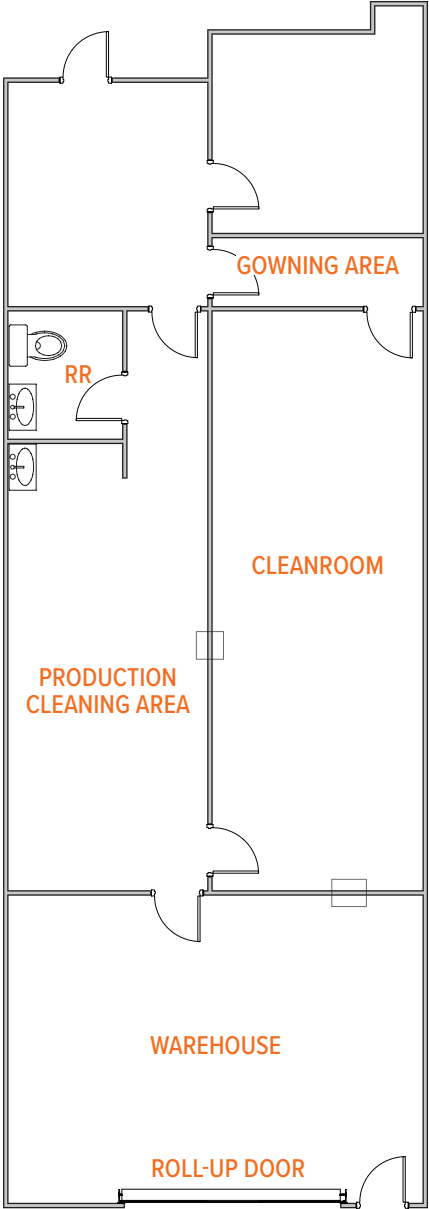 GOWNING AREA
RR
CLEANROOM
PRODUCTION
CLEANING AREA
WAREHOUSE
ROLL-UP DOOR